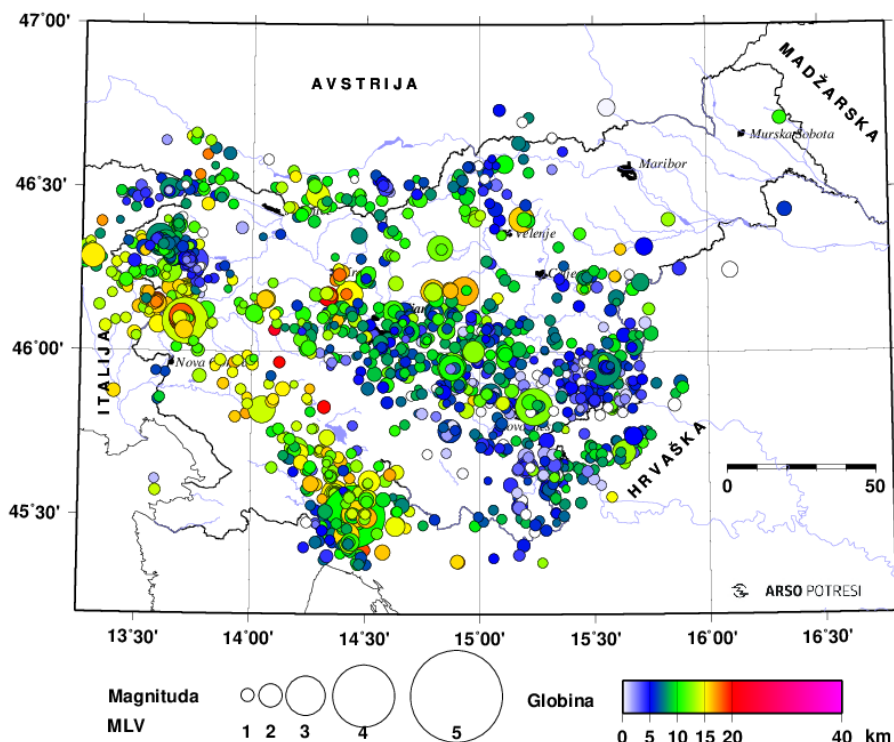 47˚00'
AVSTRIJA
MADŽARSKA
Murska Sobota
Maribor
46˚30'
Velenje
46˚00'
Nova
ITALIJA
HRVAŠKA
0
50
45˚30'
ARSO POTRESI
13˚30'
14˚00'
14˚30'
15˚00'
15˚30'
16˚00'
16˚30'
Magnituda
MLV
1
2
3
4
5
Globina
0
5
10
15
20
40
km